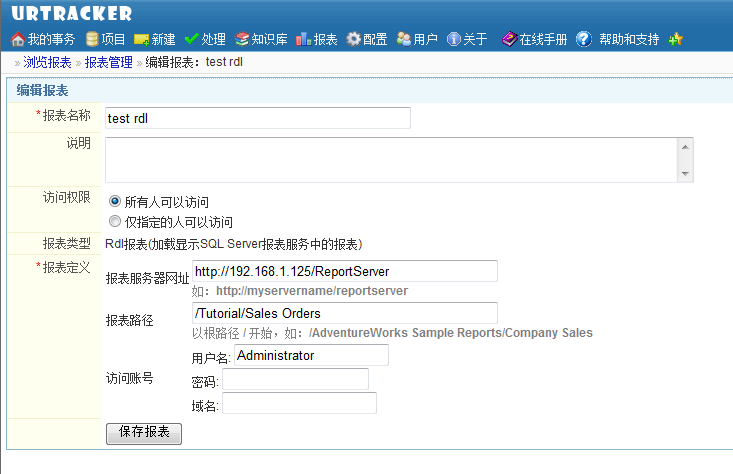 URTRACKER
我的事务 项目 新建 处理 知识库 报表 配置 用户 关于 在线手册 帮助和支持
» 浏览报表 » 报表管理 » 编辑报表：test rdl
编辑报表
*报表名称 test rdl
说明
访问权限 所有人可以访问
仅指定的人可以访问
报表类型 Rdl报表(加载显示SQL Server报表服务中的报表)
*报表定义
报表服务器网址 http://192.168.1.125/ReportServer
如：http://myservername/reportserver
报表路径 /Tutorial/Sales Orders
以根路径 / 开始，如：/AdventureWorks Sample Reports/Company Sales
访问账号
用户名: Administrator
密码:
域名:
保存报表